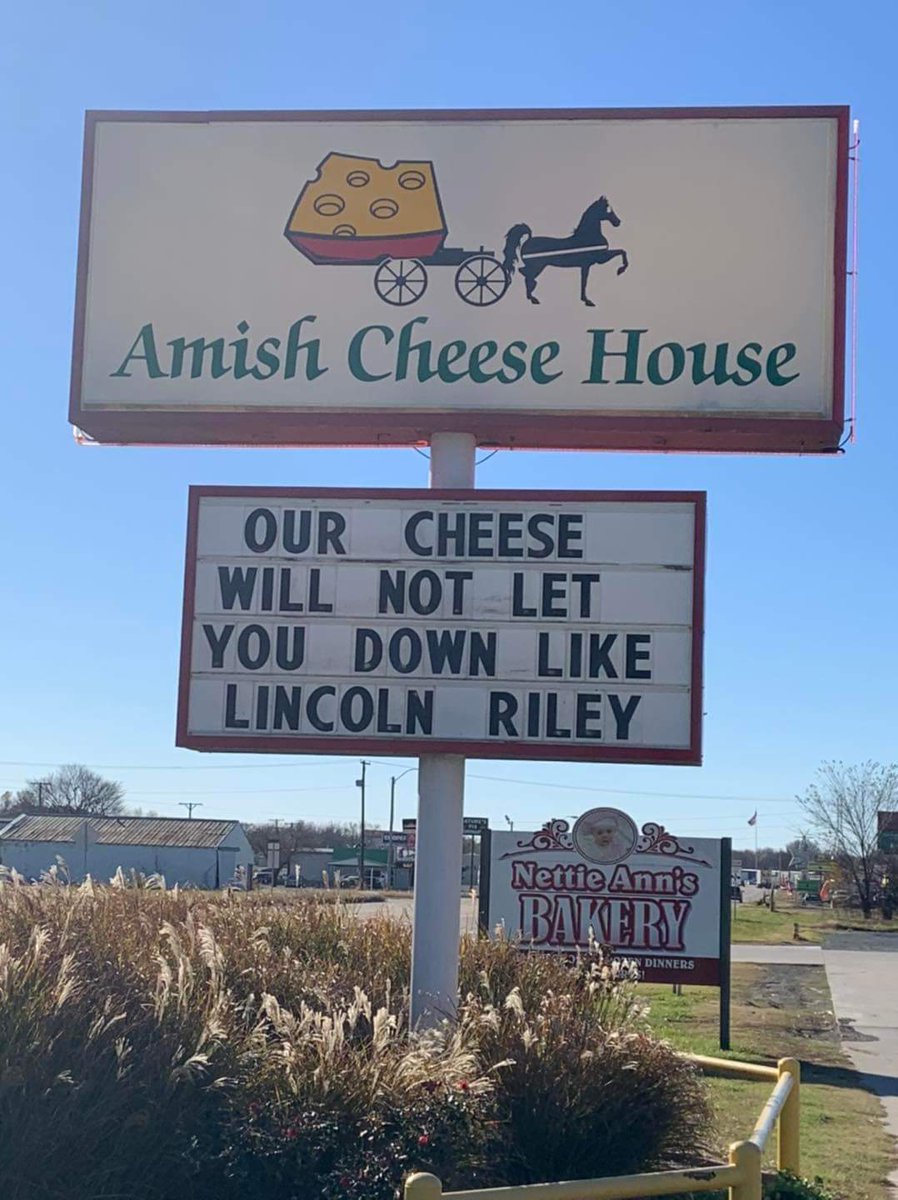 Amish Cheese House
OUR CHEESE
WILL NOT LET
YOU DOWN LIKE
LINCOLN RILEY
Nettie Ann's
BAKERY
DINNERS